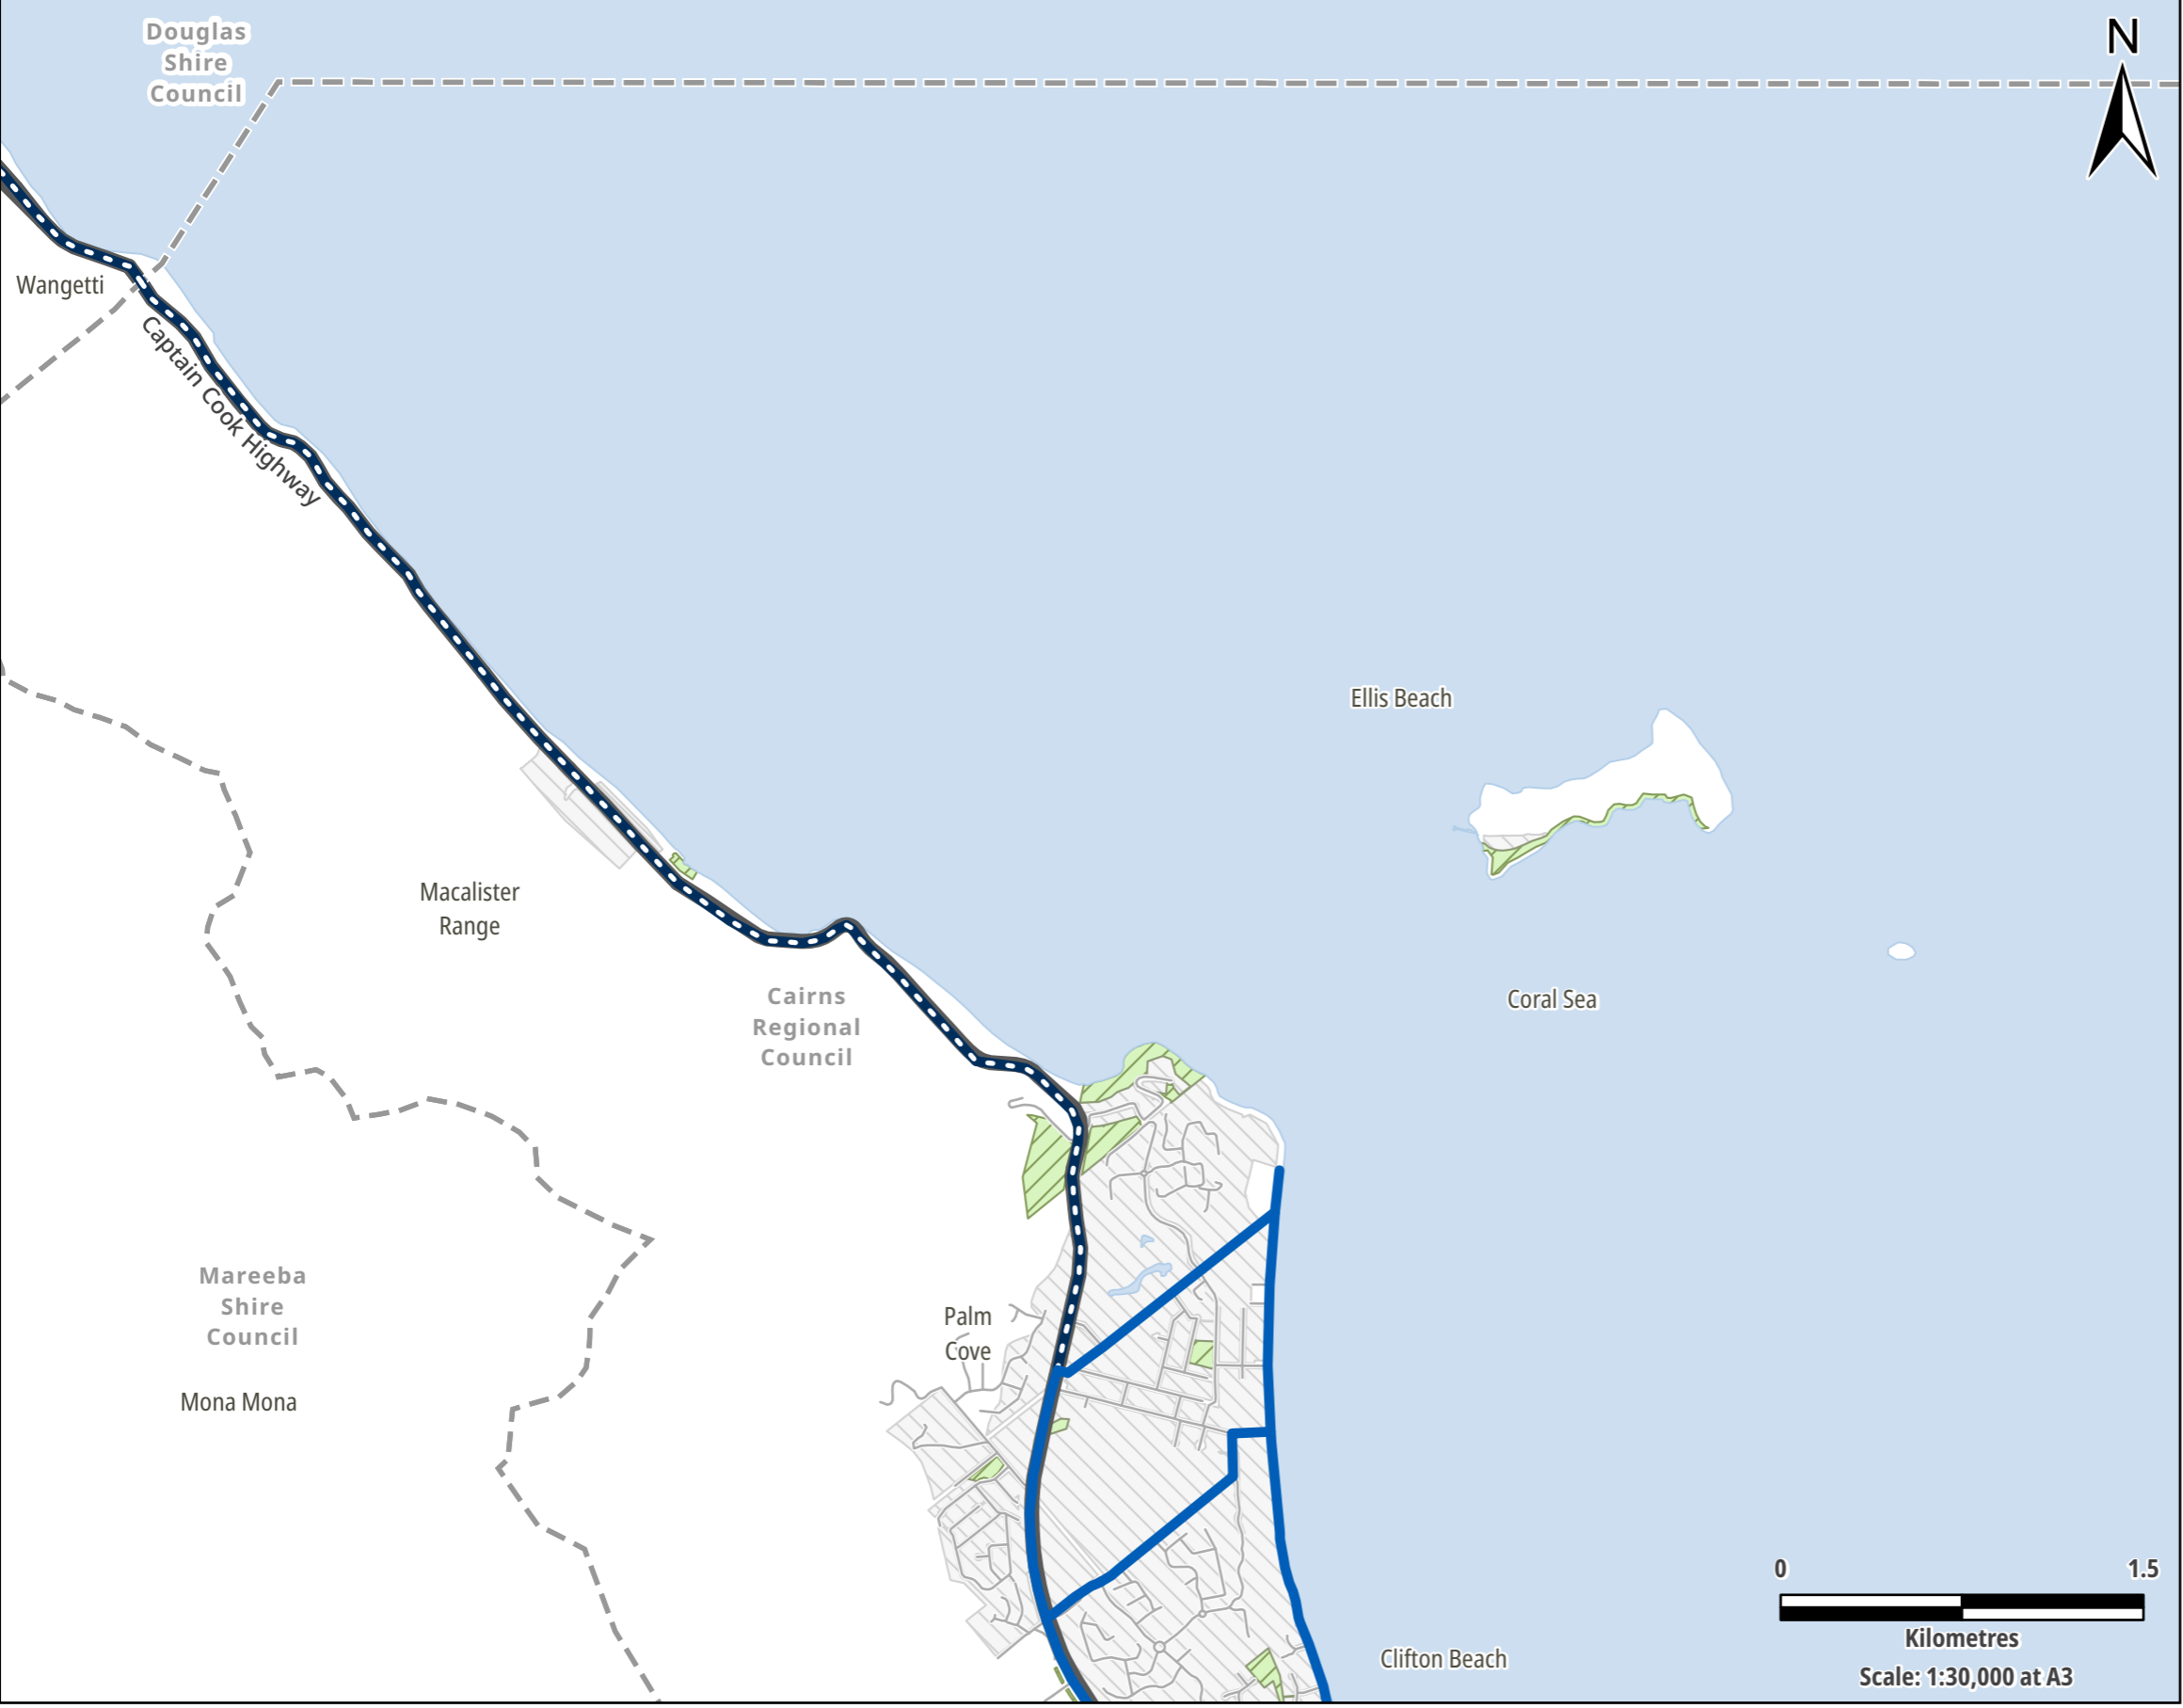 Douglas
Shire
Council
N
Wangetti
Captain Cook Highway
Ellis Beach
Macalister
Range
Cairns
Regional
Council
Coral Sea
Mareeba
Shire
Council
Palm
Cove
Mona Mona
Clifton Beach
0 1.5
Kilometres
Scale: 1:30,000 at A3